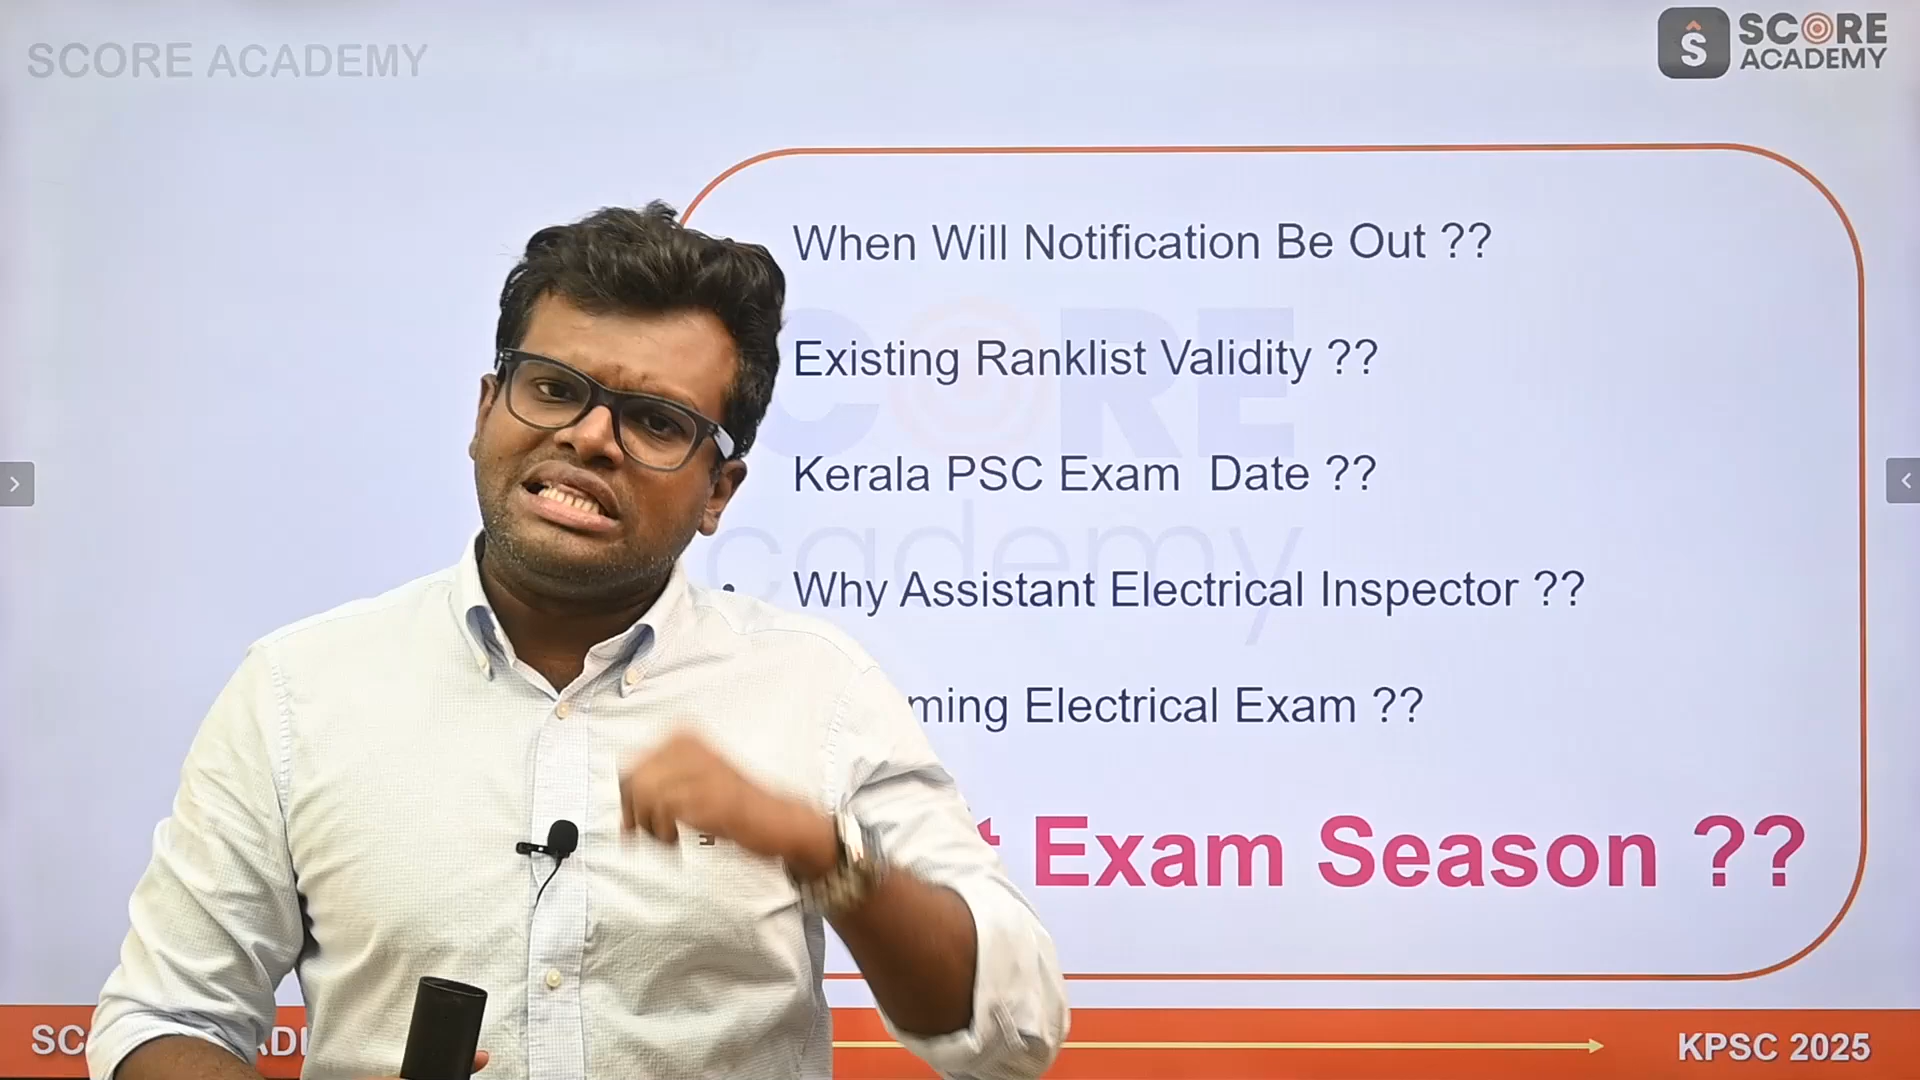 SCORE ACADEMY
SCORE
ACADEMY
When Will Notification Be Out ??
Existing Ranklist Validity ??
Kerala PSC Exam Date ??
• Why Assistant Electrical Inspector ??
ming Electrical Exam ??
Exam Season ??
KPSC 2025